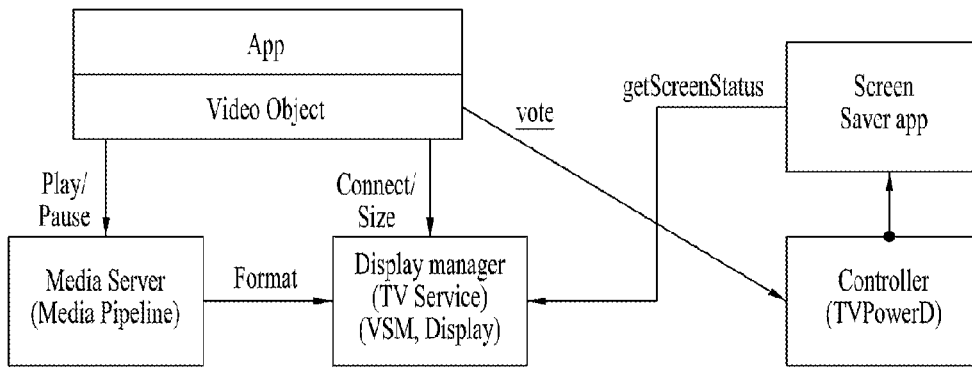 App
Video Object
getScreenStatus
Screen
Saver app
vote
Play/
Pause
Connect/
Size
Media Server
(Media Pipeline)
Format
Display manager
(TV Service)
(VSM, Display)
Controller
(TVPowerD)